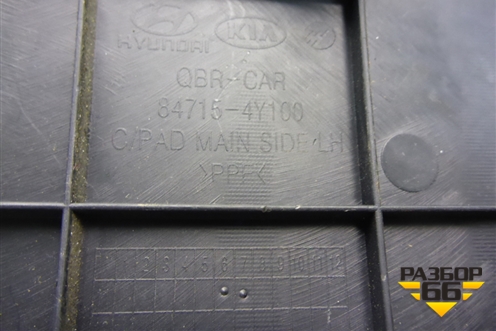 HYUNDAI KIA
QBR-CAR
84715-4Y100
C/PAD MAIN SIDE LH
>PP<
1 2 3 4 5 6 7 8 9 10 11 12
РАЗБОР
66